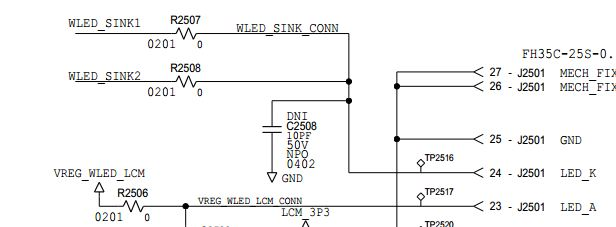 WLED_SINK1
R2507
0201
0
WLED_SINK_CONN
WLED_SINK2
R2508
0201
0
DNI
C2508
10PF
50V
NPO
0402
GND
FH35C-25S-0.
27 - J2501 MECH_FIX
26 - J2501 MECH_FIX
25 - J2501 GND
TP2516
24 - J2501 LED_K
VREG_WLED_LCM
R2506
0201
0
VREG_WLED_LCM_CONN
TP2517
23 - J2501 LED_A
LCM_3P3
TP2520